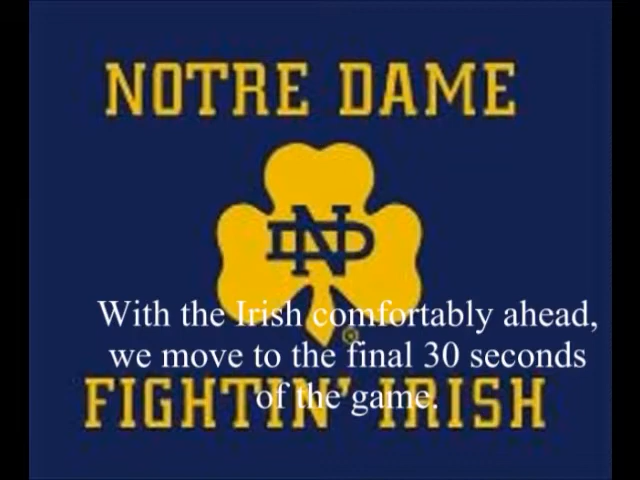 NOTRE DAME
ND
®
With the Irish comfortably ahead,
we move to the final 30 seconds
of the game.
FIGHTIN' IRISH